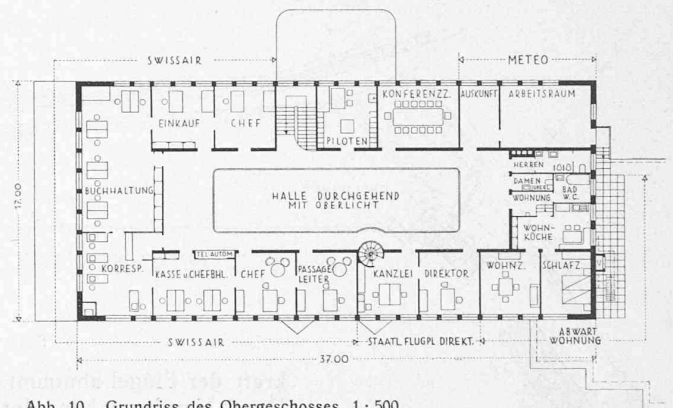 SWISSAIR
METEO
EINKAUF
CHEF
PILOTEN
KONFERENZZ.
AUSKUNFT
ARBEITSRAUM
17.00
BUCHHALTUNG
HALLE DURCHGEHEND
MIT OBERLICHT
HERREN
DAMEN
WOHNUNG
BAD
W.C.
WOHN-
KÜCHE
KORRESP.
TEL.AUTOM.
KASSE U CHEFBHL.
CHEF
PASSAGE
LEITER
KANZLEI
DIREKTOR
WOHNZ.
SCHLAFZ.
SWISSAIR
STAATL. FLUGPL. DIREKT.
ABWART
WOHNUNG
37.00
Abb. 10. Grundriss des Obergeschosses. 1 : 500